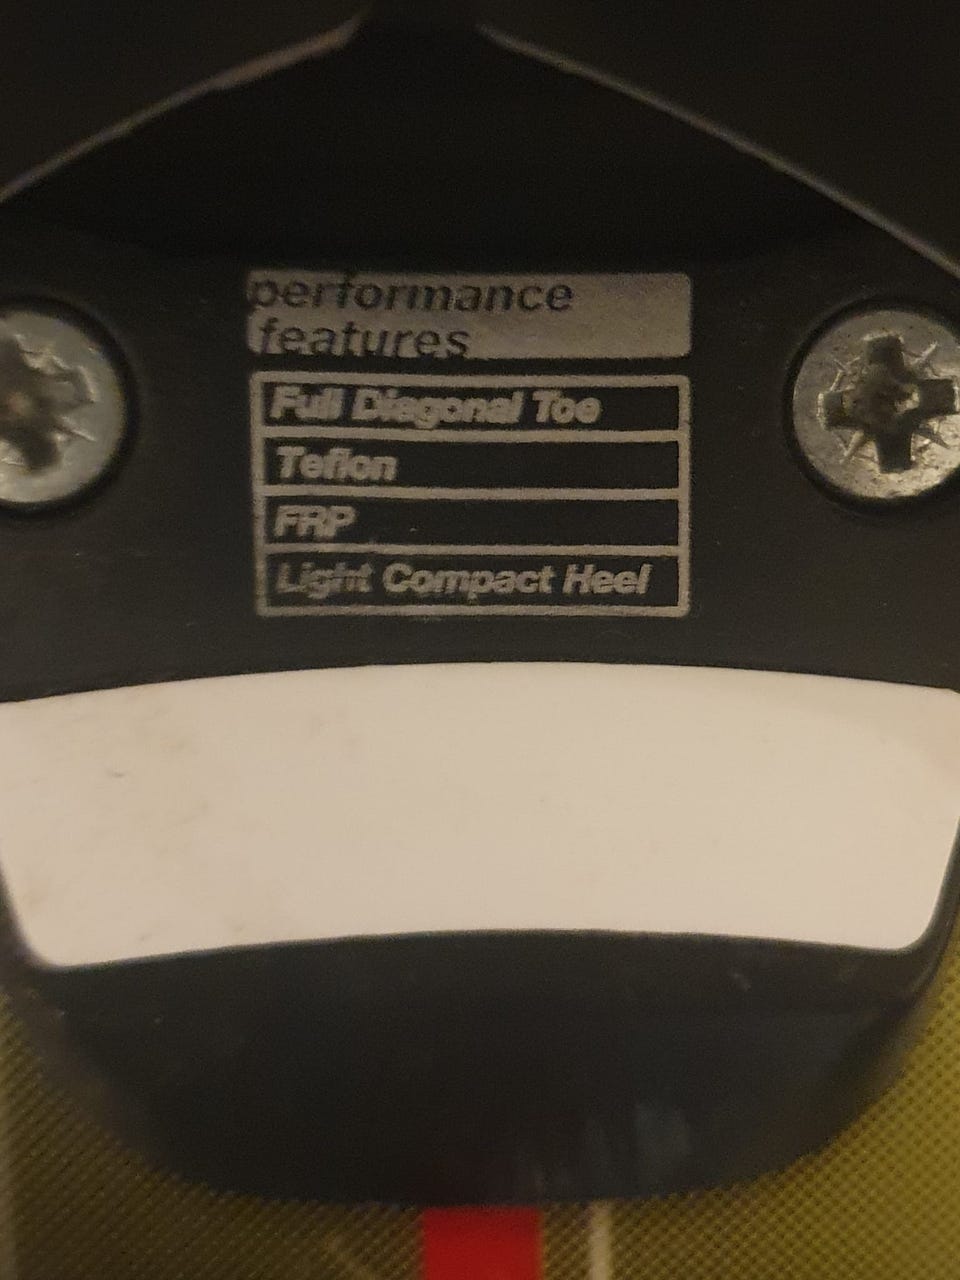 performance
features
Full Diagonal Toe
Teflon
FRP
Light Compact Heel